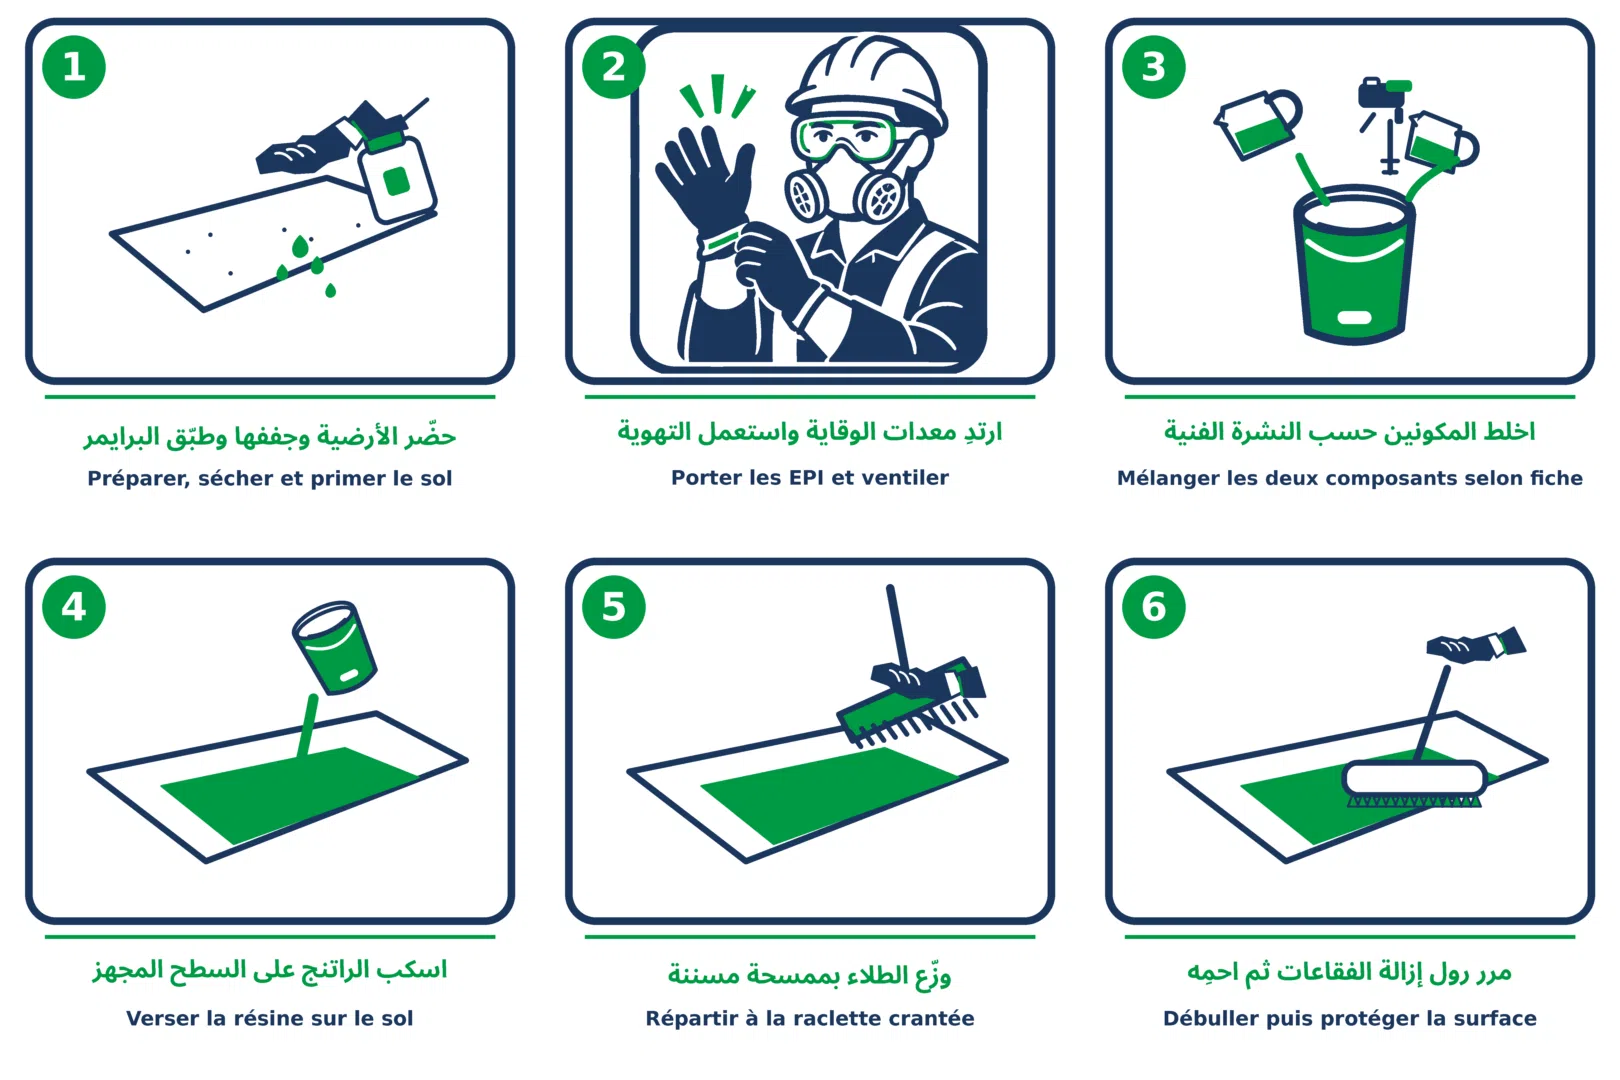 1
حضّر الأرضية وجففها وطبّق البرايمر
Préparer, sécher et primer le sol
2
ارتدِ معدات الوقاية واستعمل التهوية
Porter les EPI et ventiler
3
اخلط المكونين حسب النشرة الفنية
Mélanger les deux composants selon fiche
4
اسكب الراتنج على السطح المجهز
Verser la résine sur le sol
5
وزّع الطلاء بممسحة مسننة
Répartir à la raclette crantée
6
مرر رول إزالة الفقاعات ثم احمِه
Débuller puis protéger la surface